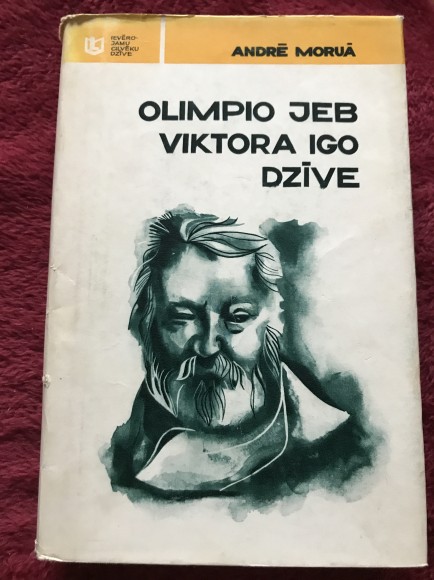 IEVĒRO-
JAMU
CILVĒKU
DZĪVE
ANDRĒ MORUĀ
OLIMPIO JEB
VIKTORA IGO
DZĪVE